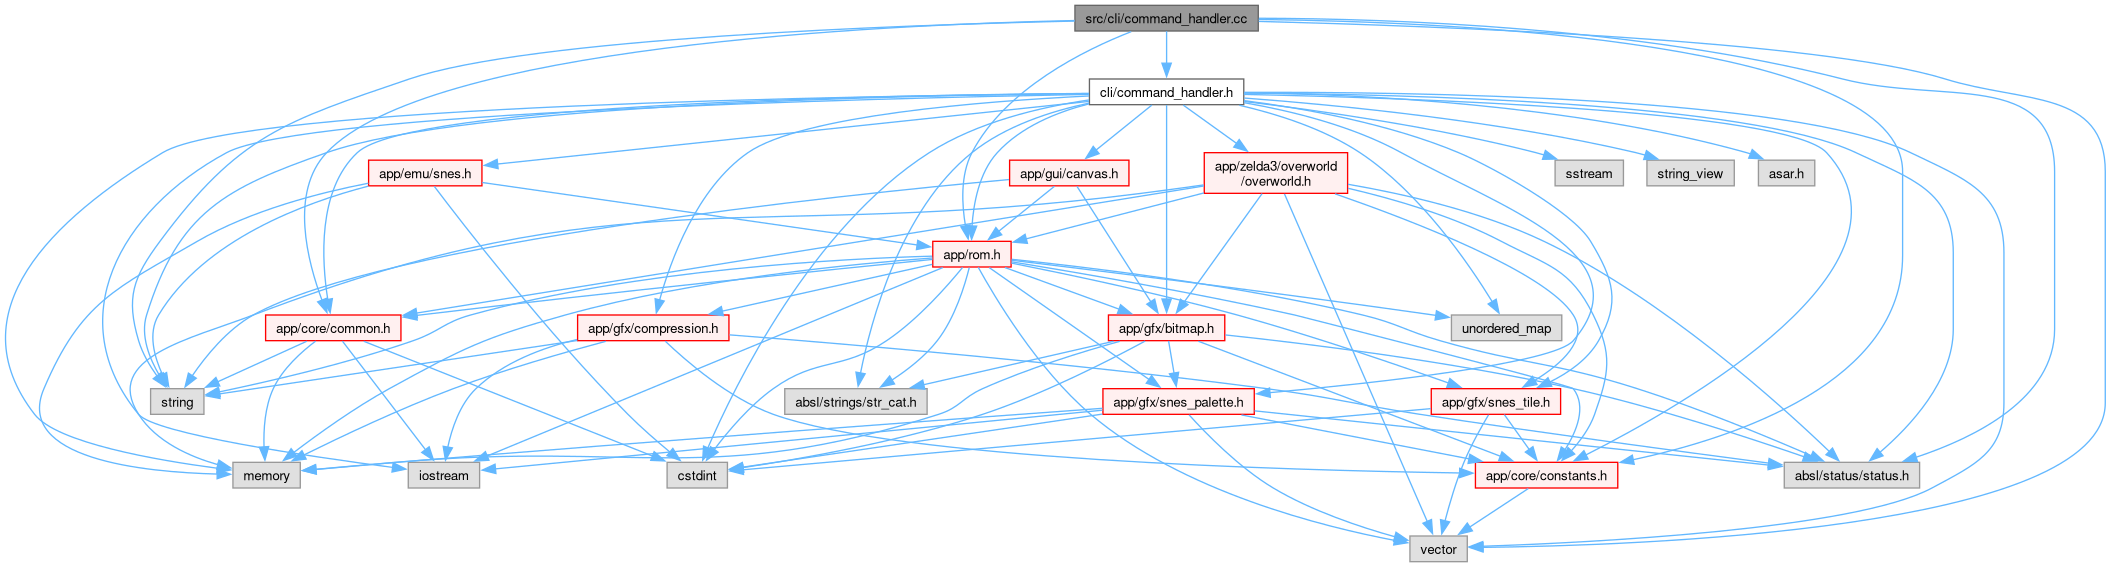 src/cli/command_handler.cc
cli/command_handler.h
app/emu/snes.h
app/gui/canvas.h
app/zelda3/overworld
/overworld.h
sstream
string_view
asar.h
app/rom.h
app/core/common.h
app/gfx/compression.h
app/gfx/bitmap.h
unordered_map
string
absl/strings/str_cat.h
app/gfx/snes_palette.h
app/gfx/snes_tile.h
memory
iostream
cstdint
app/core/constants.h
absl/status/status.h
vector